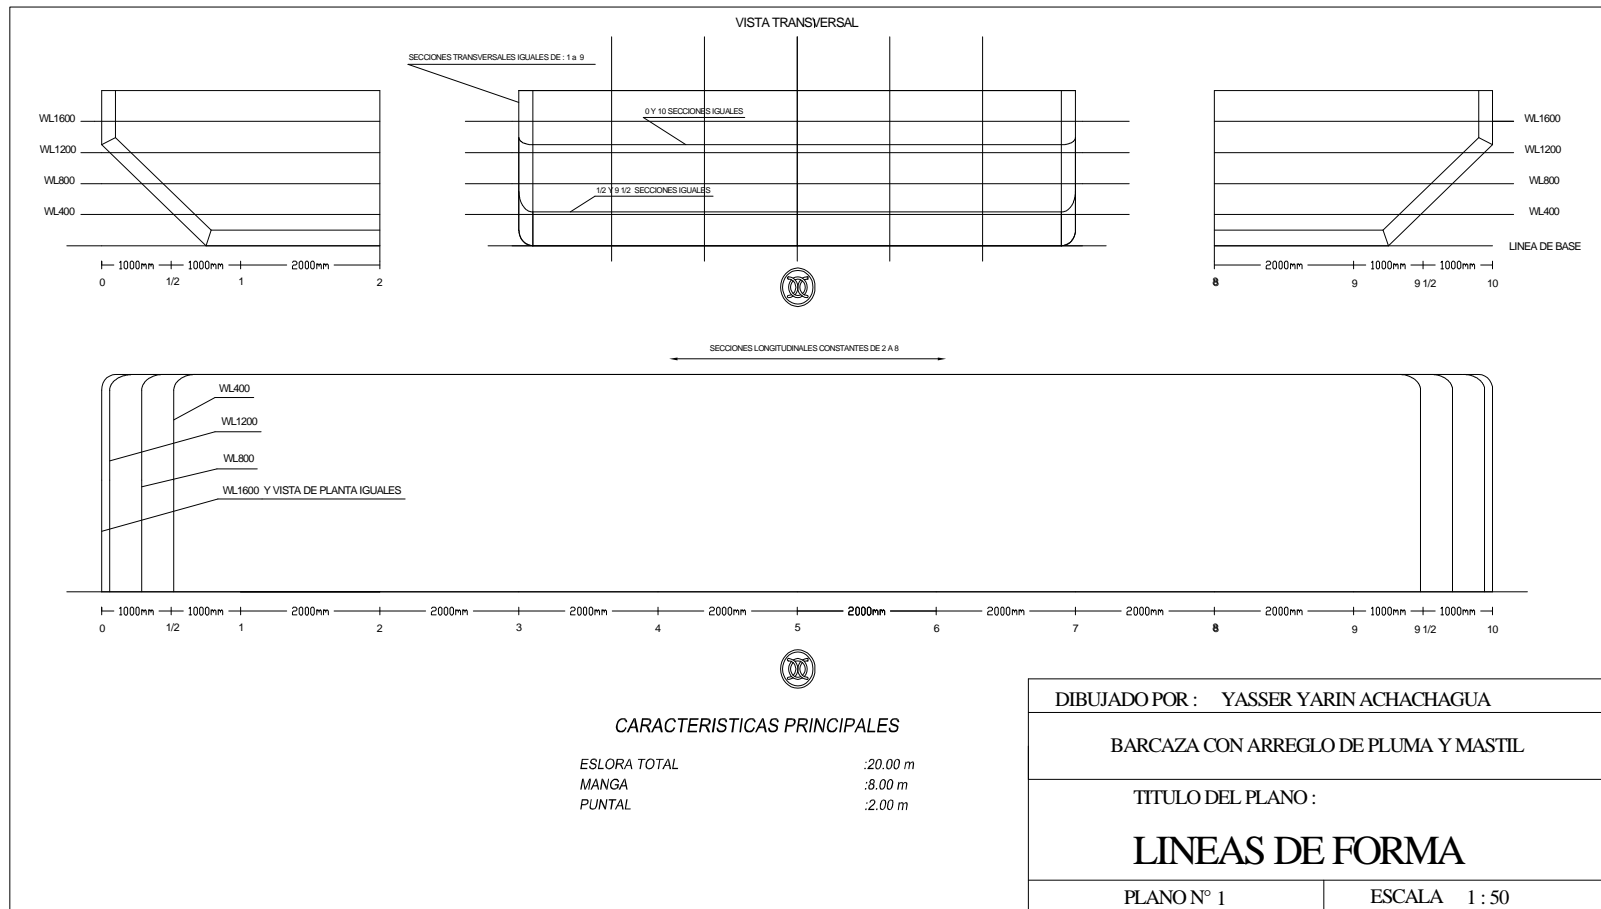 VISTA TRANSVERSAL
SECCIONES TRANSVERSALES IGUALES DE : 1 a 9
0 Y 10 SECCIONES IGUALES
1/2 Y 9 1/2 SECCIONES IGUALES
WL1600
WL1200
WL800
WL400
WL1600
WL1200
WL800
WL400
LINEA DE BASE
1000mm 1000mm 2000mm
0 1/2 1 2
2000mm 1000mm 1000mm
8 9 9 1/2 10
SECCIONES LONGITUDINALES CONSTANTES DE 2 A 8
WL400
WL1200
WL800
WL1600 Y VISTA DE PLANTA IGUALES
1000mm 1000mm 2000mm 2000mm 2000mm 2000mm 2000mm 2000mm 2000mm 2000mm 1000mm 1000mm
0 1/2 1 2 3 4 5 6 7 8 9 9 1/2 10
CARACTERISTICAS PRINCIPALES
ESLORA TOTAL :20.00 m
MANGA :8.00 m
PUNTAL :2.00 m
DIBUJADO POR : YASSER YARIN ACHACHAGUA
BARCAZA CON ARREGLO DE PLUMA Y MASTIL
TITULO DEL PLANO :
LINEAS DE FORMA
PLANO N° 1 ESCALA 1 : 50